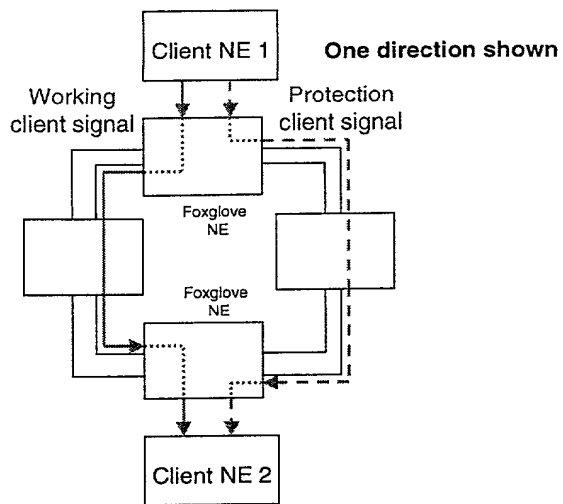 Client NE 1
One direction shown
Working
client signal
Protection
client signal
Foxglove
NE
Foxglove
NE
Client NE 2